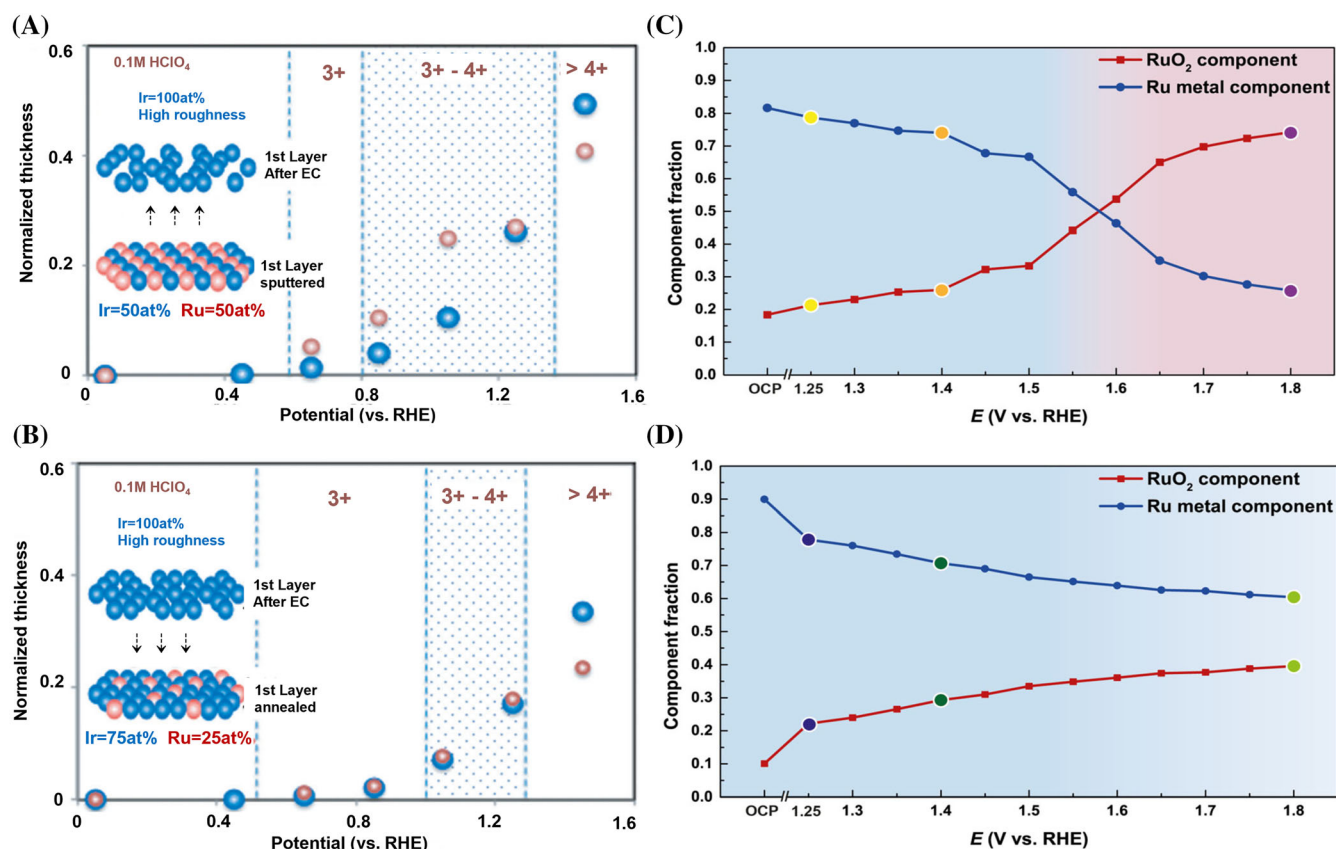 (A)
0.6
0.4
0.2
0
Normalized thickness
0.1M HClO₄
Ir=100at%
High roughness
1st Layer
After EC
1st Layer
sputtered
Ir=50at% Ru=50at%
3+
3+ - 4+
> 4+
0 0.4 0.8 1.2 1.6
Potential (vs. RHE)
(C)
1.0
0.9
0.8
0.7
0.6
0.5
0.4
0.3
0.2
0.1
0.0
Component fraction
RuO₂ component
Ru metal component
OCP 1.25 1.3 1.4 1.5 1.6 1.7 1.8
E (V vs. RHE)
(B)
0.6
0.4
0.2
0
Normalized thickness
0.1M HClO₄
Ir=100at%
High roughness
1st Layer
After EC
1st Layer
annealed
Ir=75at% Ru=25at%
3+
3+ - 4+
> 4+
0 0.4 0.8 1.2 1.6
Potential (vs. RHE)
(D)
1.0
0.9
0.8
0.7
0.6
0.5
0.4
0.3
0.2
0.1
0.0
Component fraction
RuO₂ component
Ru metal component
OCP 1.25 1.3 1.4 1.5 1.6 1.7 1.8
E (V vs. RHE)